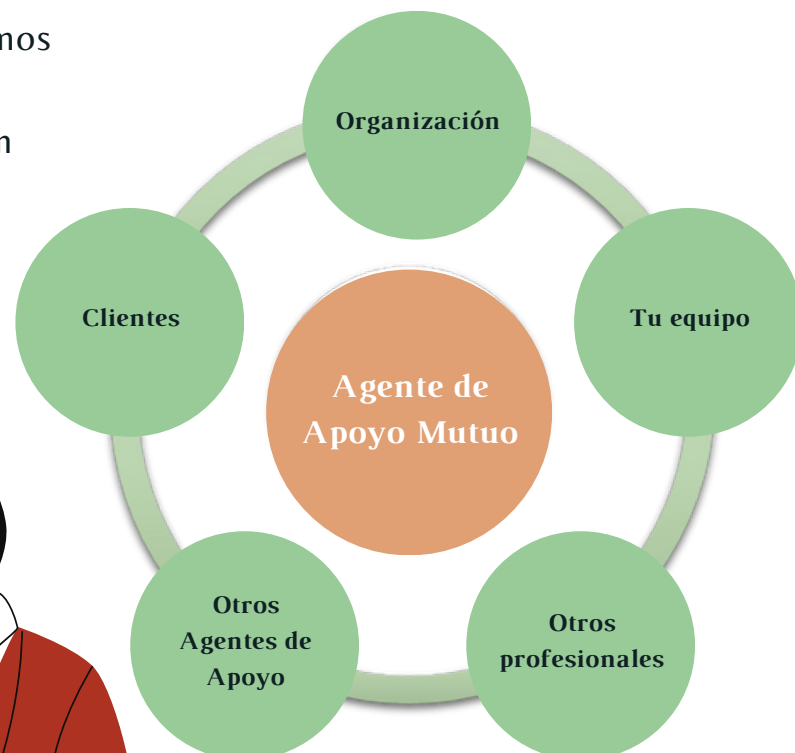 Organización
Clientes
Tu equipo
Agente de
Apoyo Mutuo
Otros
Agentes de
Apoyo
Otros
profesionales